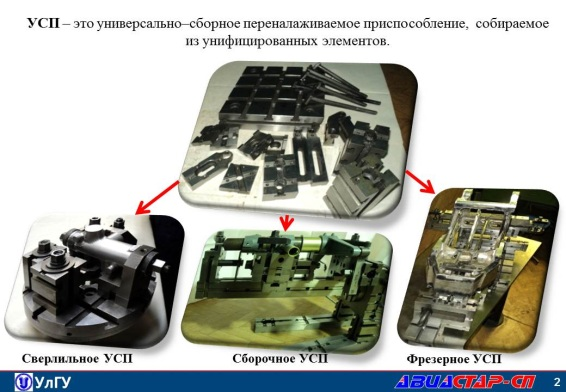 УСП – это универсально–сборное переналаживаемое приспособление, собираемое
из унифицированных элементов.
Сверлильное УСП
Сборочное УСП
Фрезерное УСП
УлГУ
АВИАСТАР-СП
2